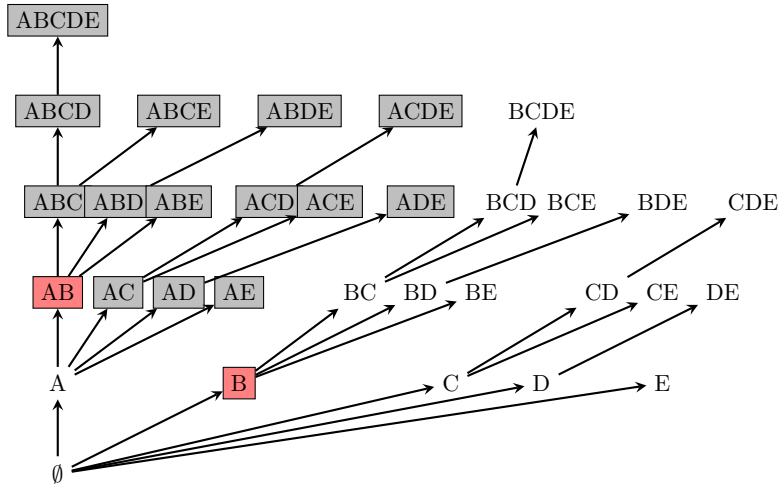 ABCDE
ABCD ABCE ABDE ACDE BCDE
ABC ABD ABE ACD ACE ADE BCD BCE BDE CDE
AB AC AD AE BC BD BE CD CE DE
A B C D E
∅